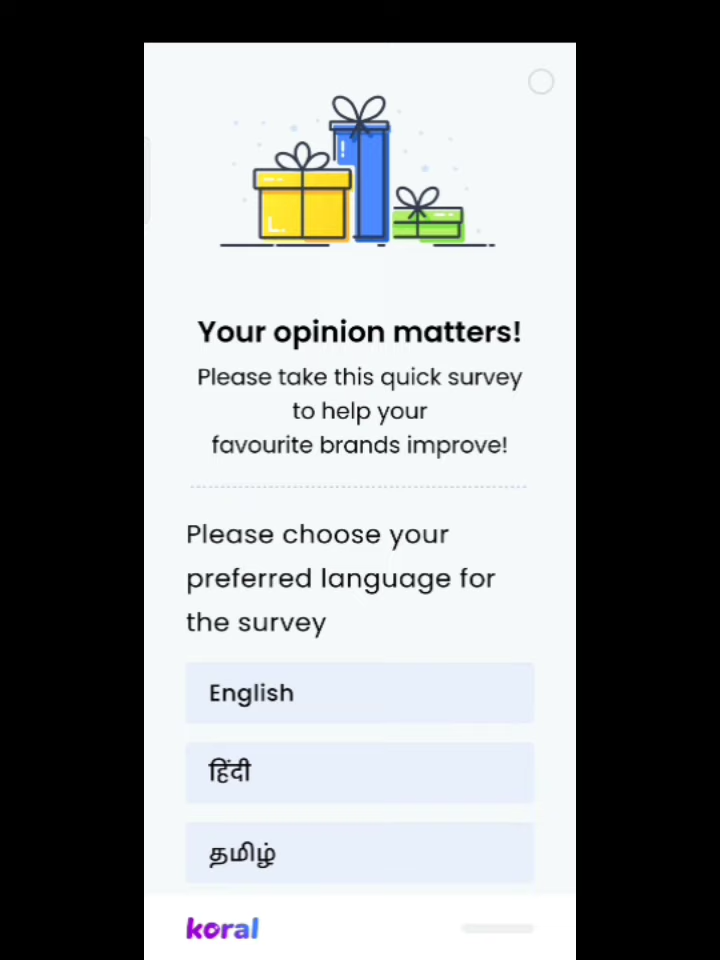 Your opinion matters!
Please take this quick survey
to help your
favourite brands improve!
Please choose your
preferred language for
the survey
English
हिंदी
தமிழ்
koral